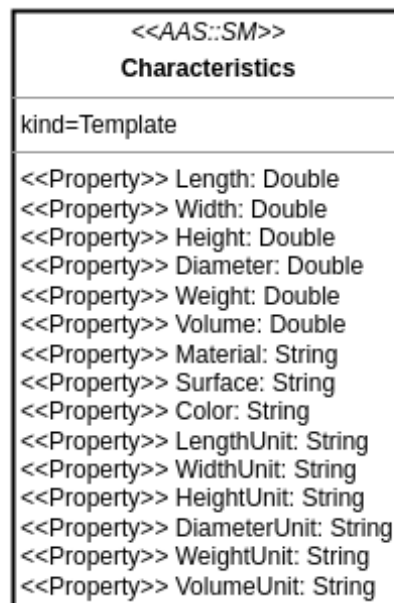 <<AAS::SM>>
Characteristics
kind=Template
<<Property>> Length: Double
<<Property>> Width: Double
<<Property>> Height: Double
<<Property>> Diameter: Double
<<Property>> Weight: Double
<<Property>> Volume: Double
<<Property>> Material: String
<<Property>> Surface: String
<<Property>> Color: String
<<Property>> LengthUnit: String
<<Property>> WidthUnit: String
<<Property>> HeightUnit: String
<<Property>> DiameterUnit: String
<<Property>> WeightUnit: String
<<Property>> VolumeUnit: String